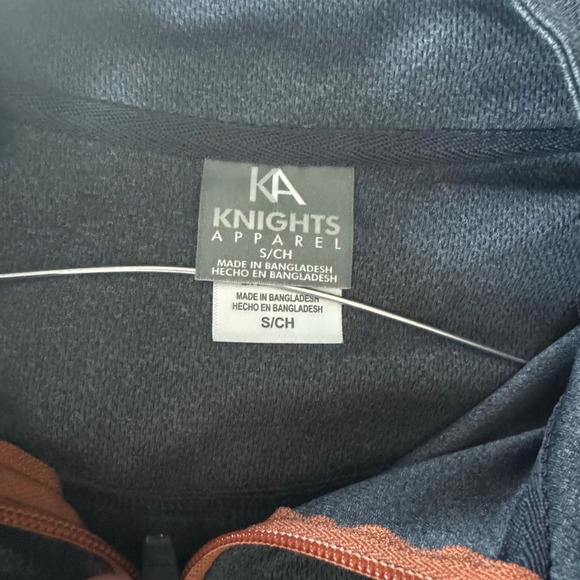 KA
KNIGHTS
APPAREL
S/CH
MADE IN BANGLADESH
HECHO EN BANGLADESH
MADE IN BANGLADESH
HECHO EN BANGLADESH
S/CH